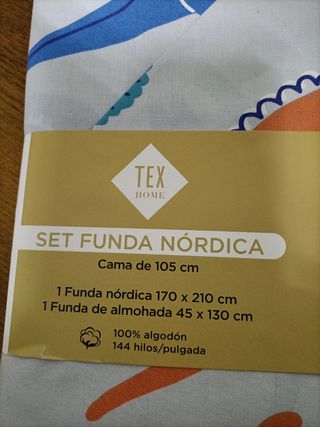 TEX
HOME
SET FUNDA NÓRDICA
Cama de 105 cm
1 Funda nórdica 170 x 210 cm
1 Funda de almohada 45 x 130 cm
100% algodón
144 hilos/pulgada